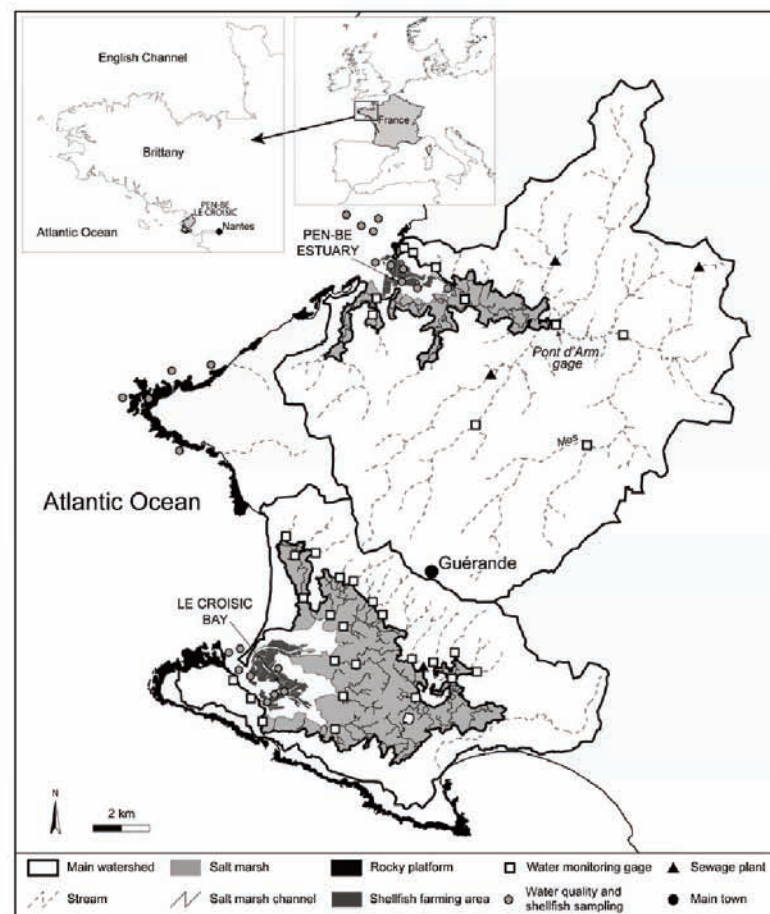 English Channel
Brittany
PEN-BE
LE CROISIC
Nantes
Atlantic Ocean
France
PEN-BE
ESTUARY
Pont d'Arm
gage
Mes
Atlantic Ocean
Guérande
LE CROISIC
BAY
N
2 km
Main watershed
Salt marsh
Rocky platform
Water monitoring gage
Sewage plant
Stream
Salt marsh channel
Shellfish farming area
Water quality and
shellfish sampling
Main town